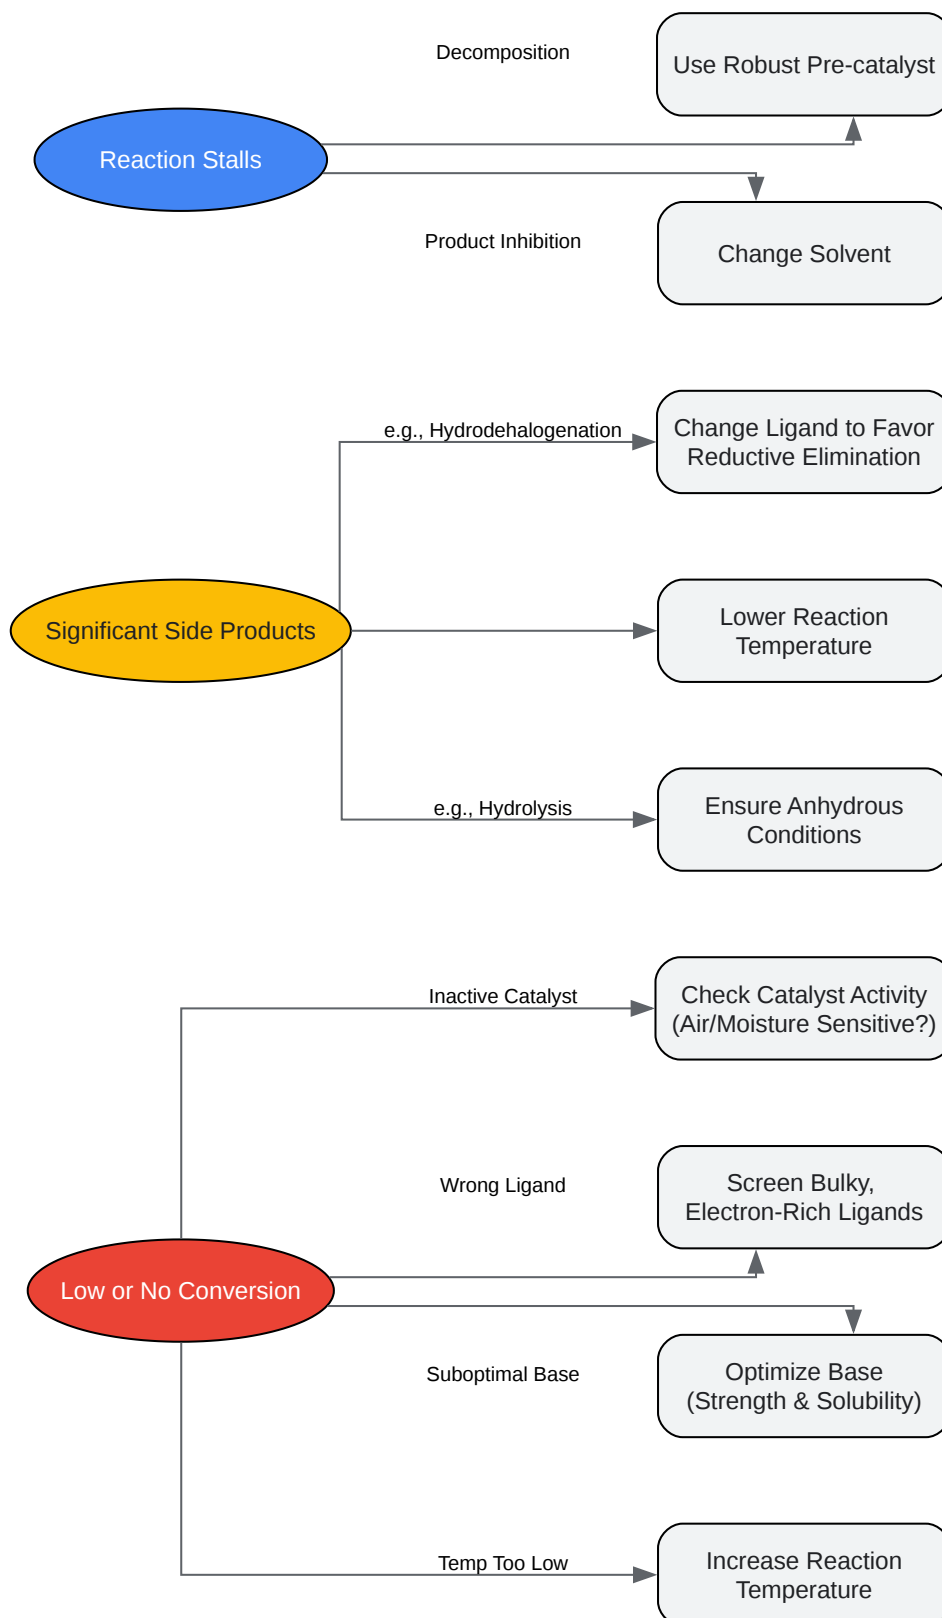 Decomposition
Use Robust Pre-catalyst
Reaction Stalls
Product Inhibition
Change Solvent
e.g., Hydrodehalogenation
Change Ligand to Favor
Reductive Elimination
Significant Side Products
Lower Reaction
Temperature
e.g., Hydrolysis
Ensure Anhydrous
Conditions
Inactive Catalyst
Check Catalyst Activity
(Air/Moisture Sensitive?)
Wrong Ligand
Screen Bulky,
Electron-Rich Ligands
Low or No Conversion
Suboptimal Base
Optimize Base
(Strength & Solubility)
Temp Too Low
Increase Reaction
Temperature